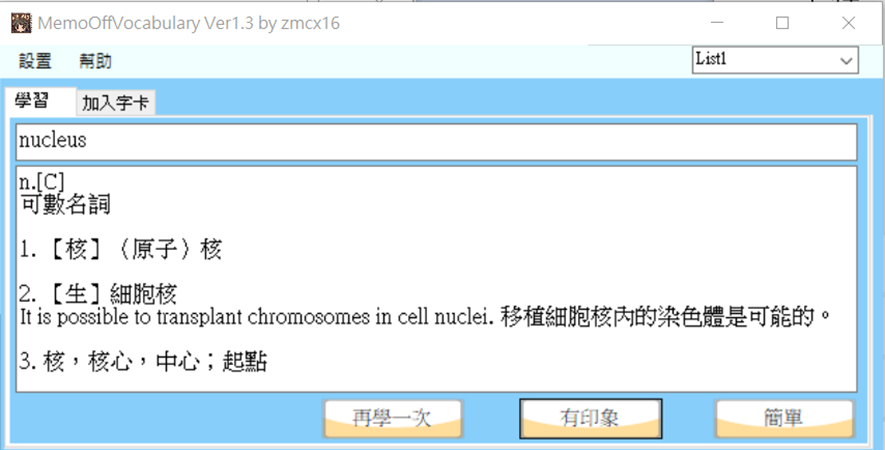 MemoOffVocabulary Ver1.3 by zmcx16
設置 幫助 List1
學習 加入字卡
nucleus
n.[C]
可數名詞
1.【核】（原子）核
2.【生】細胞核
It is possible to transplant chromosomes in cell nuclei. 移植細胞核內的染色體是可能的。
3. 核，核心，中心；起點
再學一次 有印象 簡單